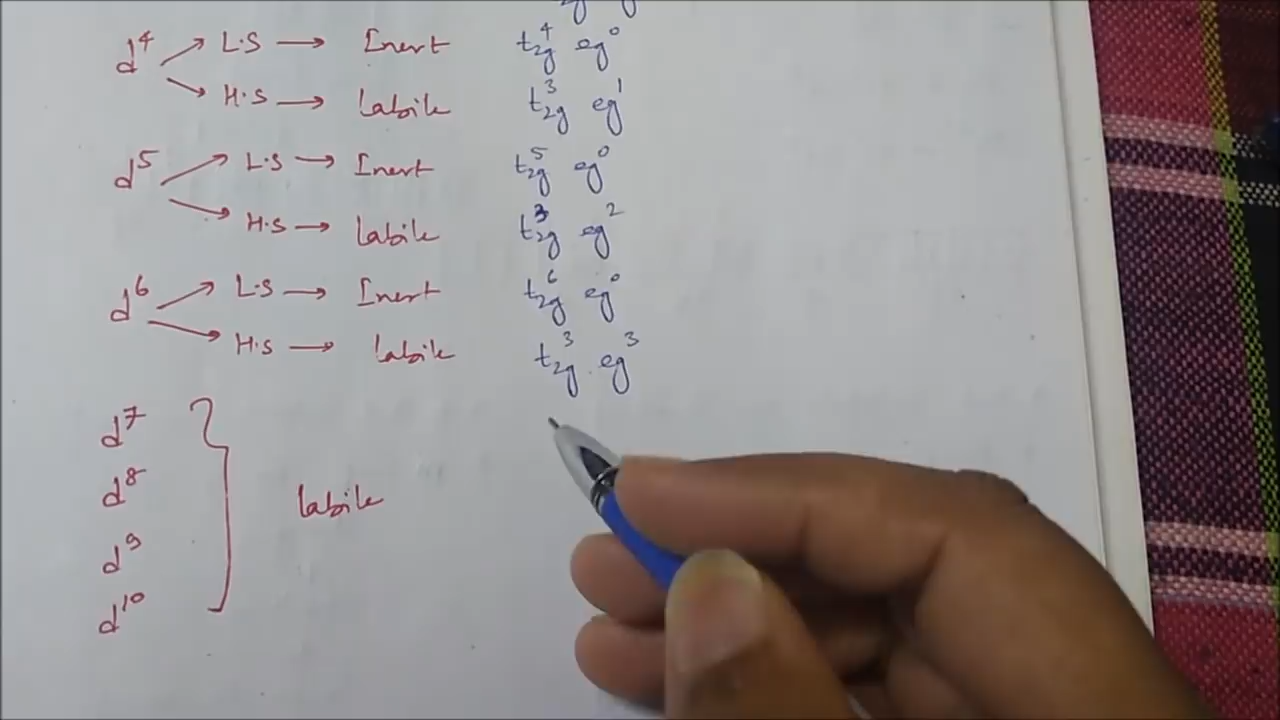 d⁴ → L.S → Inert t₂g⁴ eg⁰
→ H.S → labile t₂g³ eg¹
d⁵ → L.S → Inert t₂g⁵ eg⁰
→ H.S → labile t₂g³ eg²
d⁶ → L.S → Inert t₂g⁶ eg⁰
→ H.S → labile t₂g³ eg³
d⁷
d⁸
labile
d⁹
d¹⁰